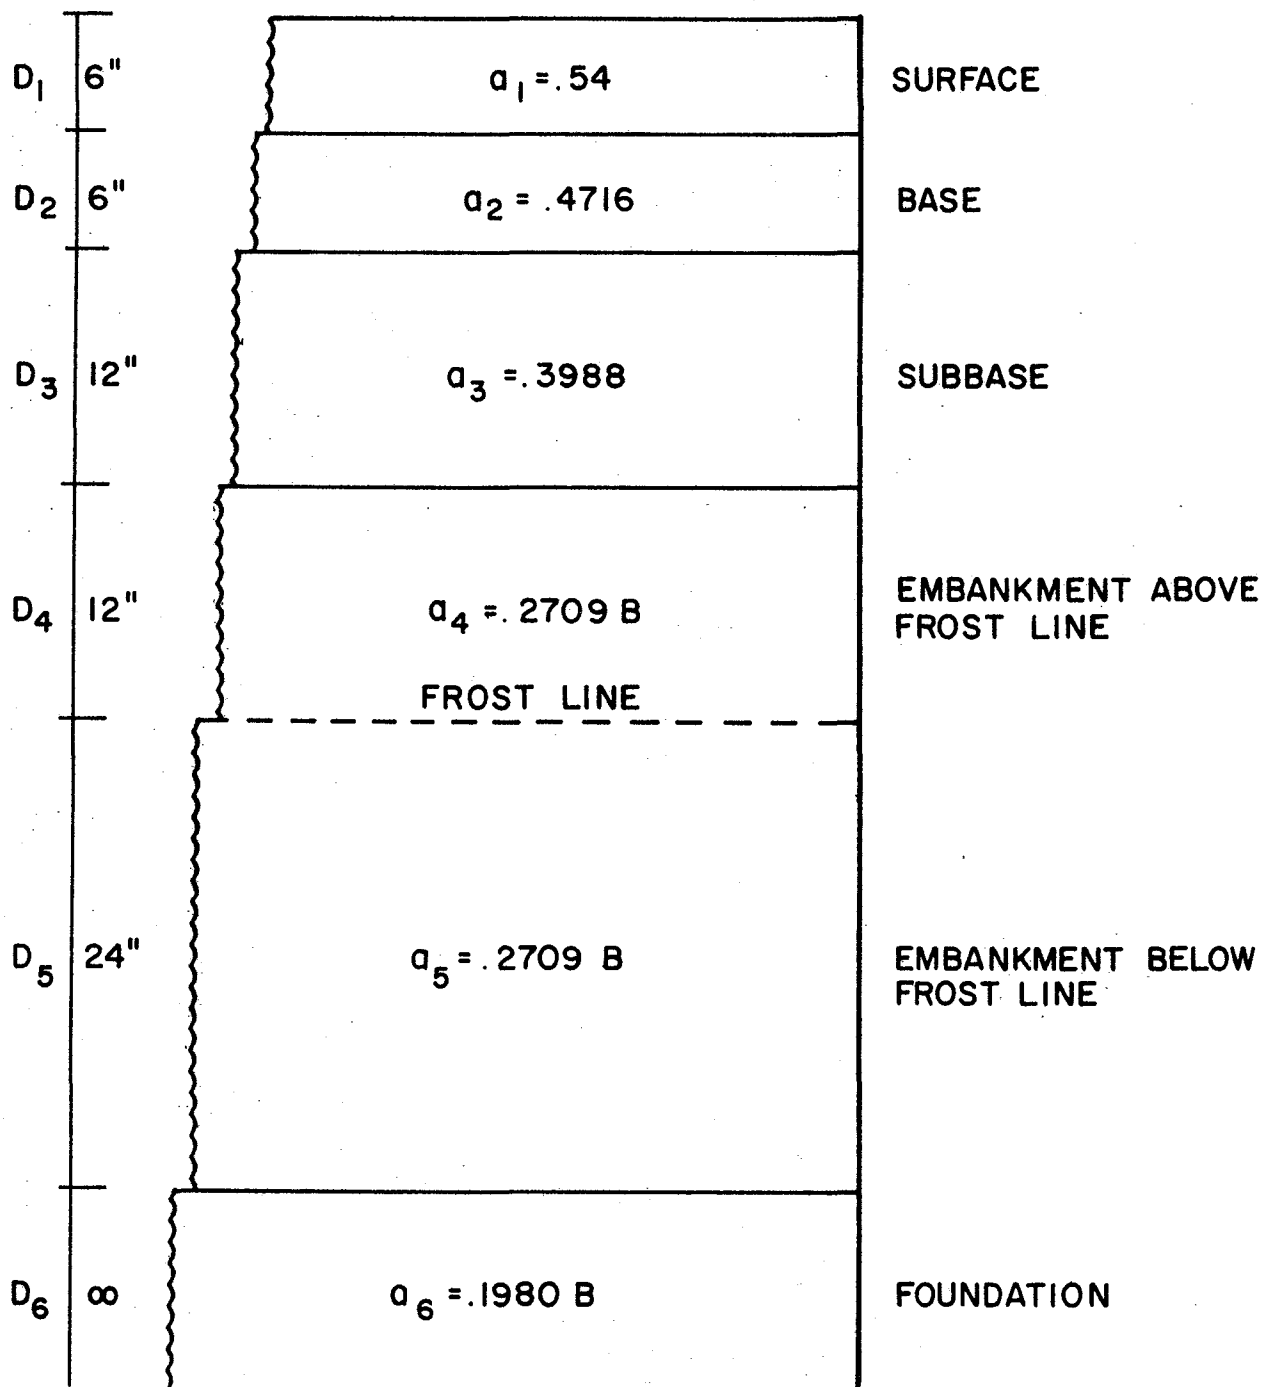 D1 6" a1 = .54 SURFACE
D2 6" a2 = .4716 BASE
D3 12" a3 = .3988 SUBBASE
D4 12" a4 = .2709 B EMBANKMENT ABOVE
FROST LINE
FROST LINE
D5 24" a5 = .2709 B EMBANKMENT BELOW
FROST LINE
D6 ∞ a6 = .1980 B FOUNDATION